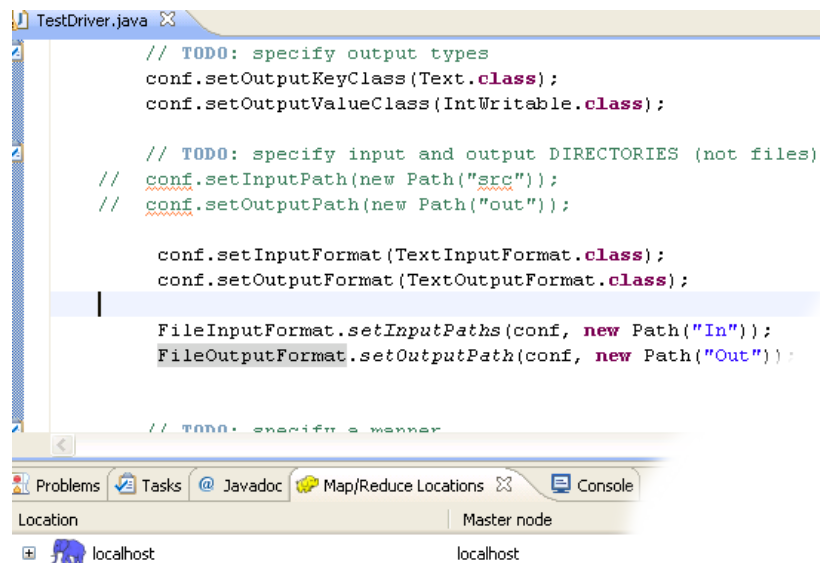 TestDriver.java
// TODO: specify output types
conf.setOutputKeyClass(Text.class);
conf.setOutputValueClass(IntWritable.class);
// TODO: specify input and output DIRECTORIES (not files)
// conf.setInputPath(new Path("src"));
// conf.setOutputPath(new Path("out"));
conf.setInputFormat(TextInputFormat.class);
conf.setOutputFormat(TextOutputFormat.class);
FileInputFormat.setInputPaths(conf, new Path("In"));
FileOutputFormat.setOutputPath(conf, new Path("Out"));
// TODO: specify a mapper
Problems Tasks @ Javadoc Map/Reduce Locations Console
Location Master node
localhost localhost